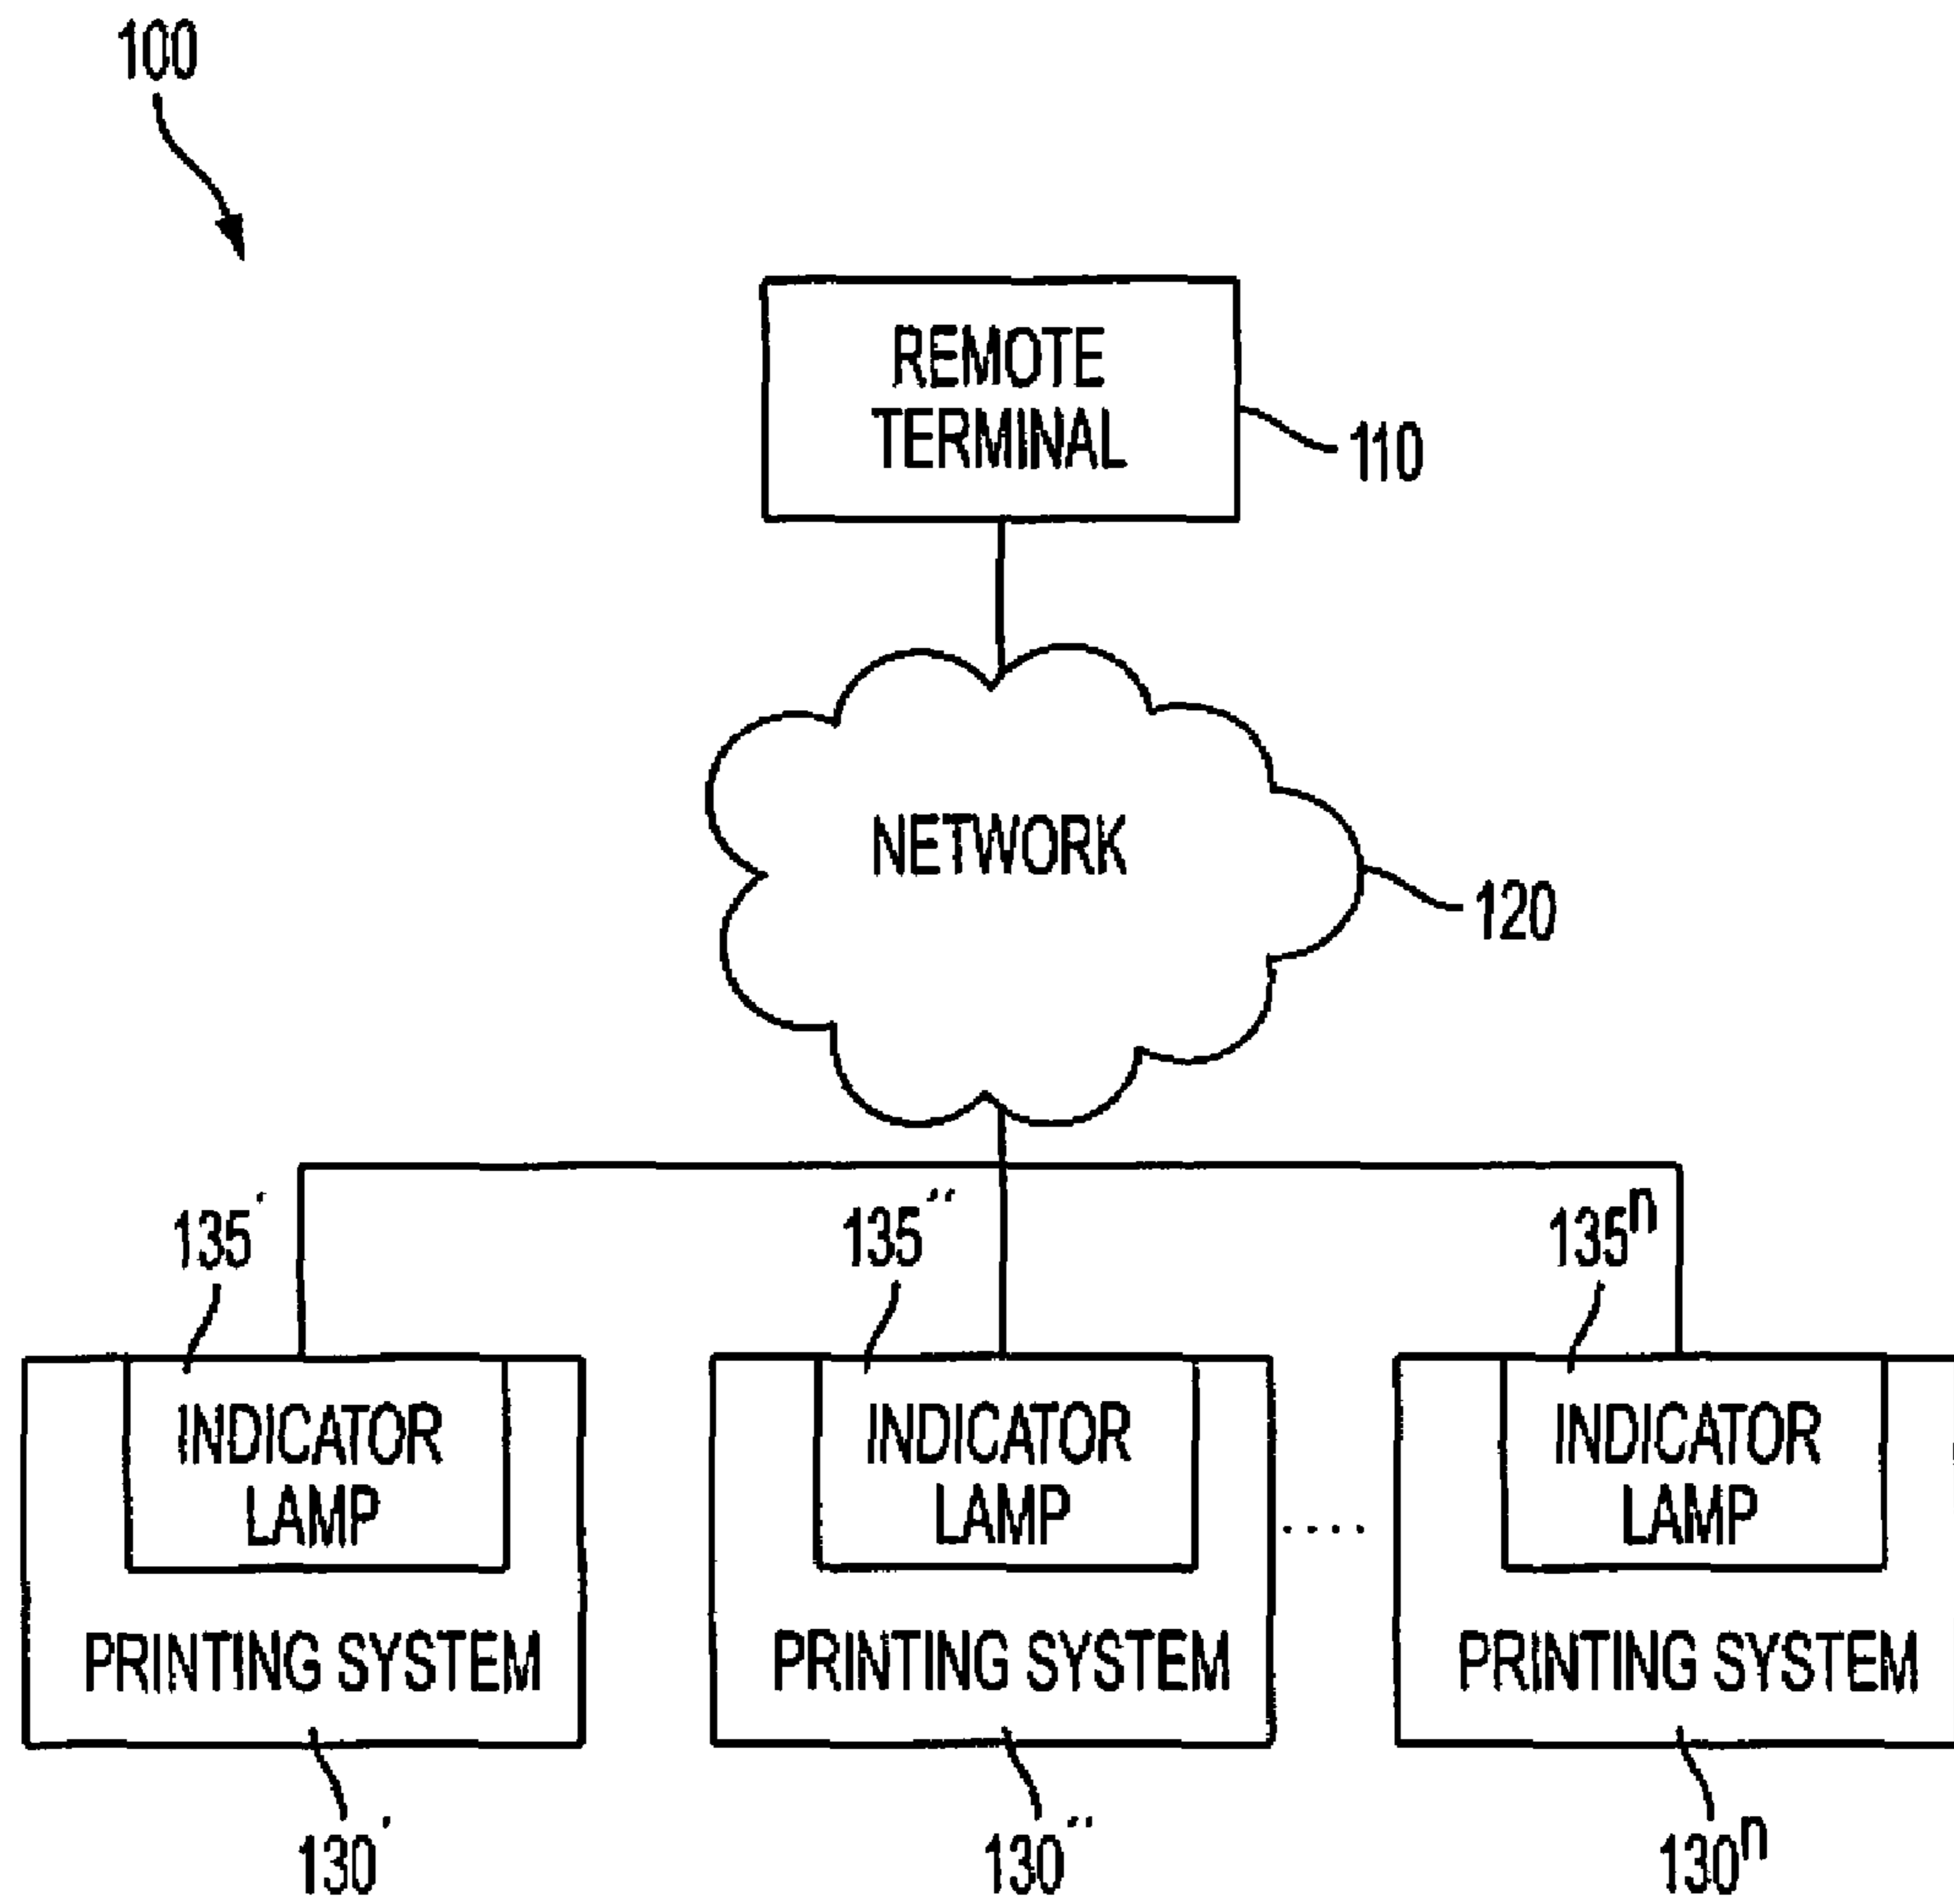 100
REMOTE
TERMINAL
110
NETWORK
120
135'
135''
135ⁿ
INDICATOR
LAMP
INDICATOR
LAMP
INDICATOR
LAMP
....
PRINTING SYSTEM
PRINTING SYSTEM
PRINTING SYSTEM
130'
130''
130ⁿ